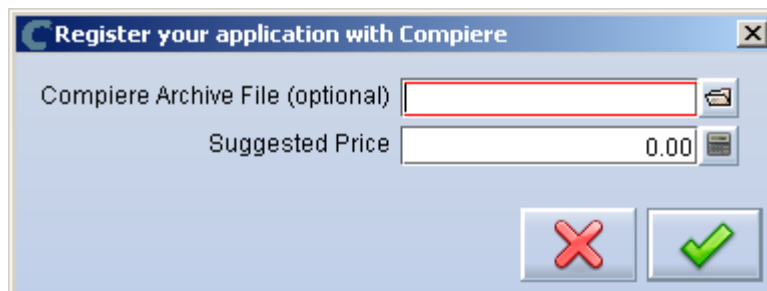 Register your application with Compiere
Compiere Archive File (optional)
Suggested Price 0.00